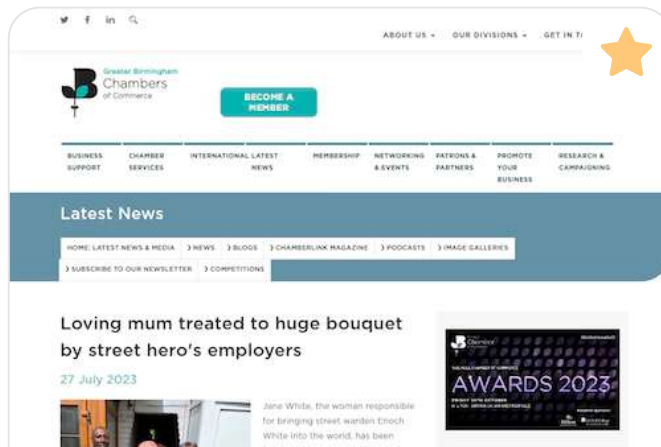 ABOUT US
OUR DIVISIONS
GET IN T
Greater Birmingham
Chambers
of Commerce
BECOME A
MEMBER
BUSINESS
SUPPORT
CHAMBER
SERVICES
INTERNATIONAL
LATEST
NEWS
MEMBERSHIP
NETWORKING
& EVENTS
PATRONS &
PARTNERS
PROMOTE
YOUR
BUSINESS
RESEARCH &
CAMPAIGNING
Latest News
HOME: LATEST NEWS & MEDIA
NEWS
BLOGS
CHAMBERLINK MAGAZINE
PODCASTS
IMAGE GALLERIES
SUBSCRIBE TO OUR NEWSLETTER
COMPETITIONS
Loving mum treated to huge bouquet
by street hero's employers
27 July 2023
Jane White, the woman responsible
for bringing street warden Enoch
White into the world, has been
Chamber
AWARDS 2023